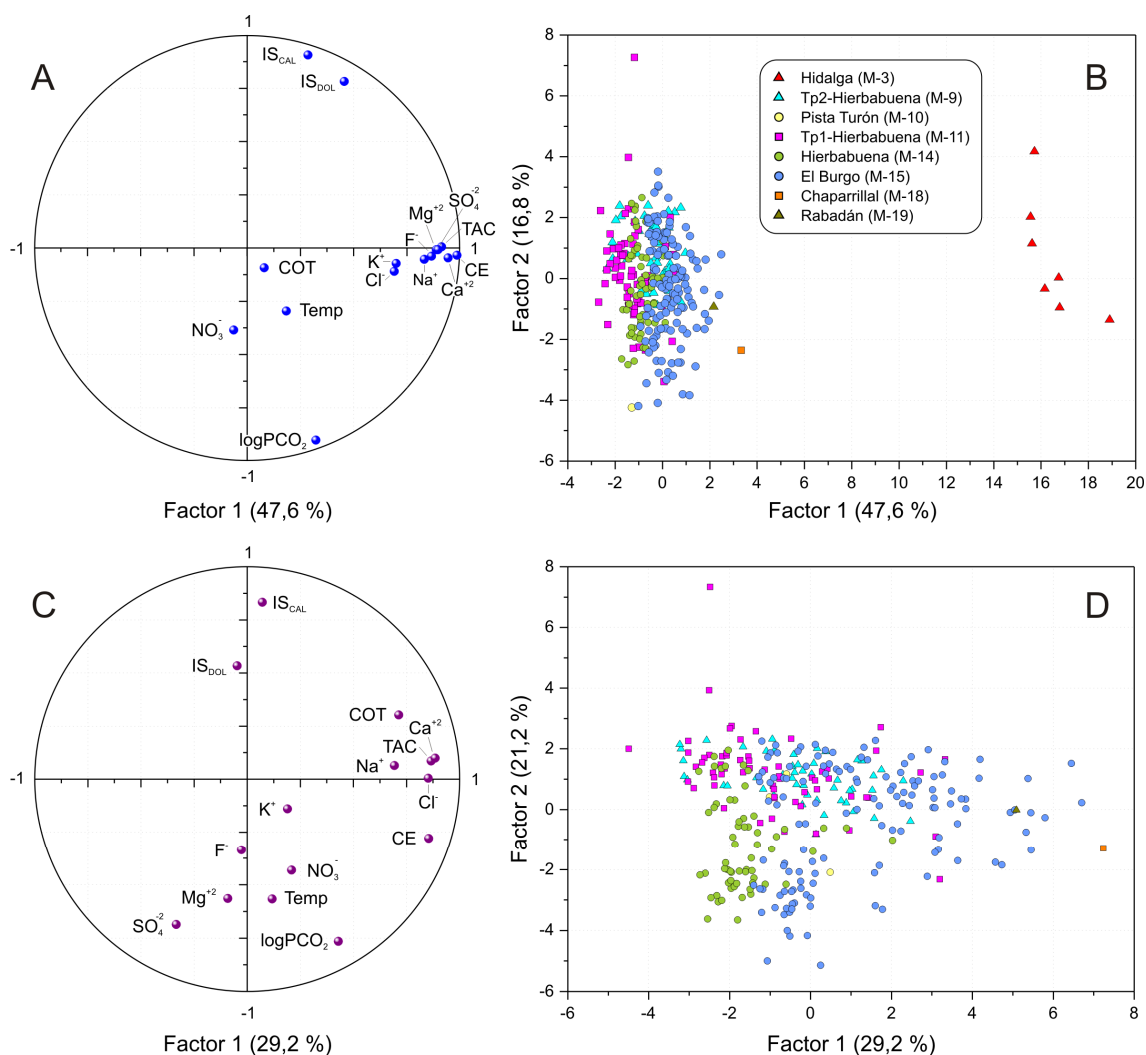 A
1
IS_CAL
IS_DOL
SO₄⁻²
Mg⁺²
TAC
F⁻
-1
1
K⁺
COT
Cl⁻
Na⁺
CE
Ca⁺²
Temp
NO₃⁻
logPCO₂
-1
Factor 1 (47,6 %)
B
8
6
4
2
0
-2
-4
-6
Factor 2 (16,8 %)
Hidalga (M-3)
Tp2-Hierbabuena (M-9)
Pista Turón (M-10)
Tp1-Hierbabuena (M-11)
Hierbabuena (M-14)
El Burgo (M-15)
Chaparrillal (M-18)
Rabadán (M-19)
-4 -2 0 2 4 6 8 10 12 14 16 18 20
Factor 1 (47,6 %)
C
1
IS_CAL
IS_DOL
COT
Ca⁺²
TAC
Na⁺
-1
1
Cl⁻
K⁺
CE
F⁻
NO₃⁻
Mg⁺²
Temp
SO₄⁻²
logPCO₂
-1
Factor 1 (29,2 %)
D
8
6
4
2
0
-2
-4
-6
Factor 2 (21,2 %)
-6 -4 -2 0 2 4 6 8
Factor 1 (29,2 %)